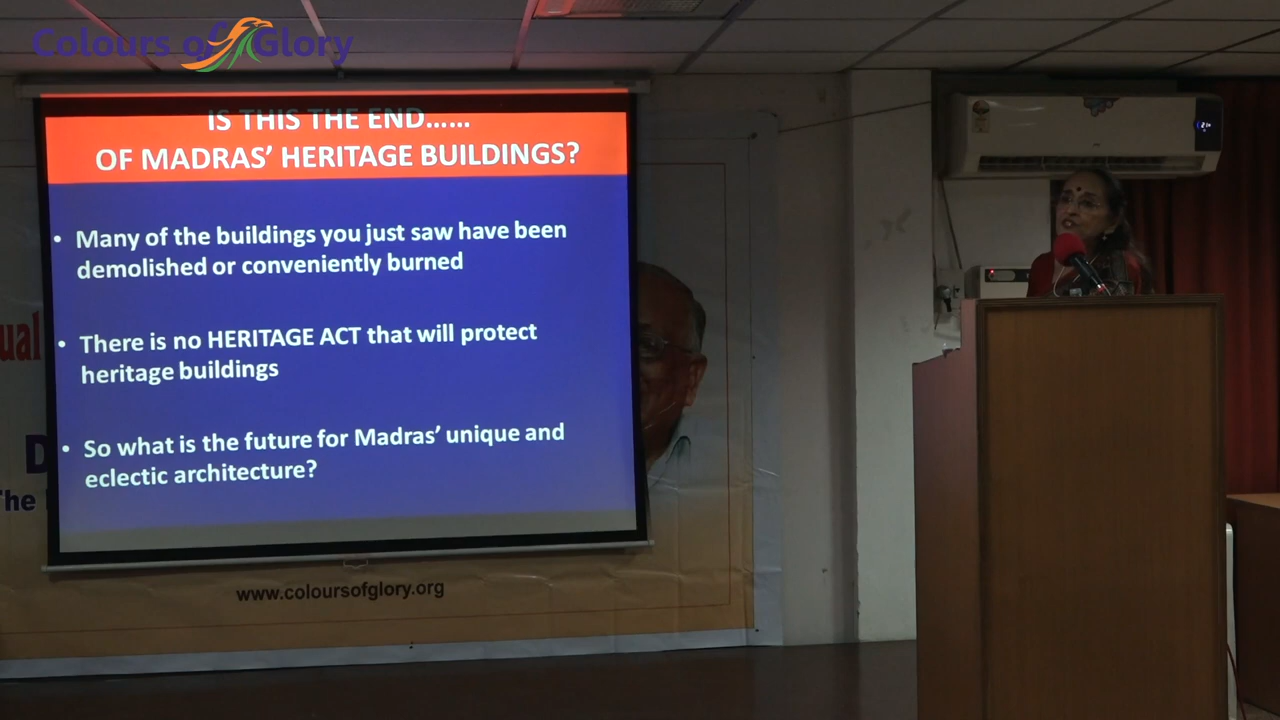 Colours of Glory
IS THIS THE END......
OF MADRAS’ HERITAGE BUILDINGS?
• Many of the buildings you just saw have been
demolished or conveniently burned
• There is no HERITAGE ACT that will protect
heritage buildings
• So what is the future for Madras’ unique and
eclectic architecture?
ual
D
The
www.coloursofglory.org